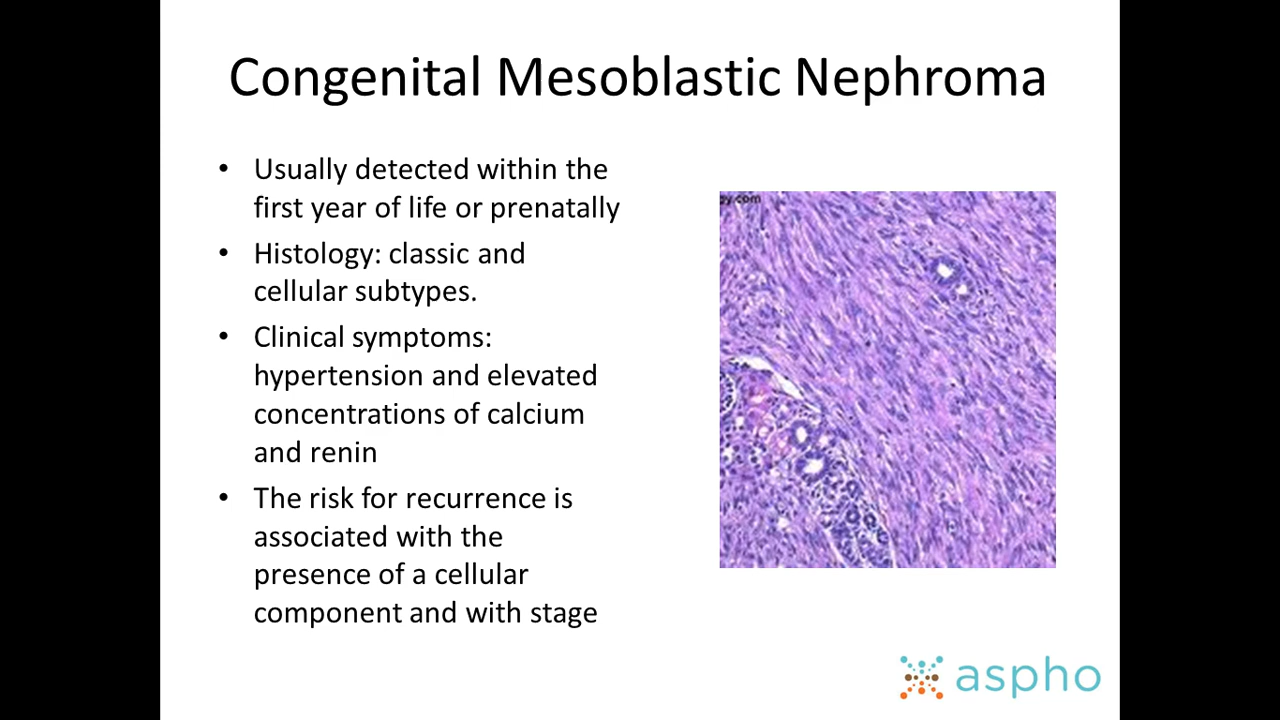 Congenital Mesoblastic Nephroma
• Usually detected within the
first year of life or prenatally
• Histology: classic and
cellular subtypes.
• Clinical symptoms:
hypertension and elevated
concentrations of calcium
and renin
• The risk for recurrence is
associated with the
presence of a cellular
component and with stage
gy.com
aspho